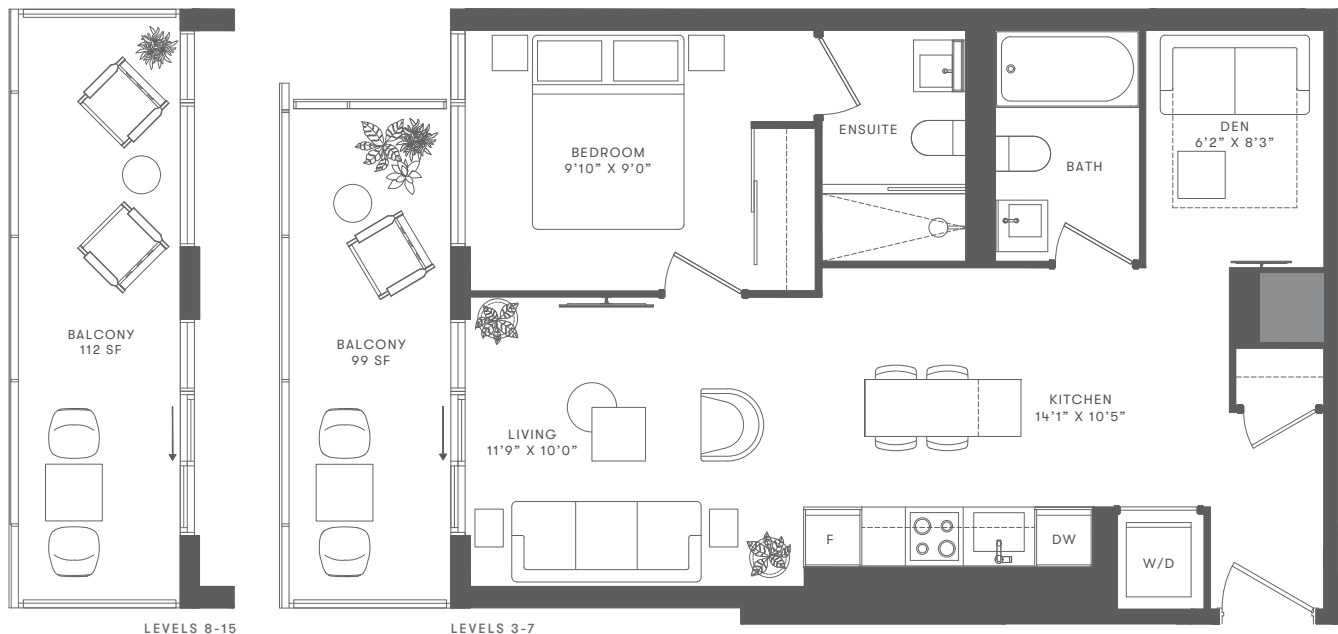 ENSUITE
DEN
6'2" X 8'3"
BEDROOM
9'10" X 9'0"
BATH
BALCONY
112 SF
BALCONY
99 SF
KITCHEN
14'1" X 10'5"
LIVING
11'9" X 10'0"
F
DW
W/D
LEVELS 8-15
LEVELS 3-7